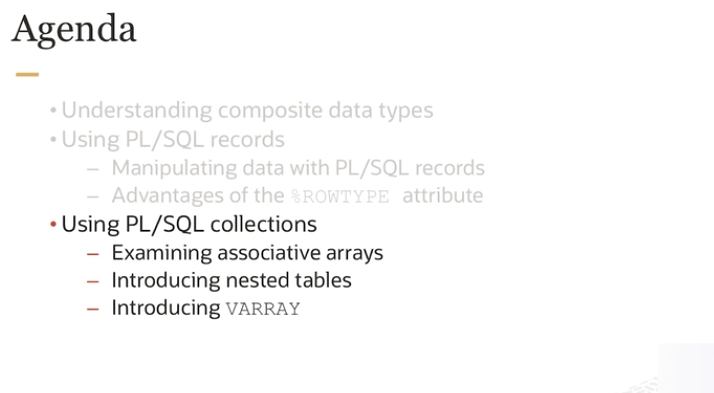 Agenda
• Understanding composite data types
• Using PL/SQL records
– Manipulating data with PL/SQL records
– Advantages of the %ROWTYPE attribute
• Using PL/SQL collections
– Examining associative arrays
– Introducing nested tables
– Introducing VARRAY